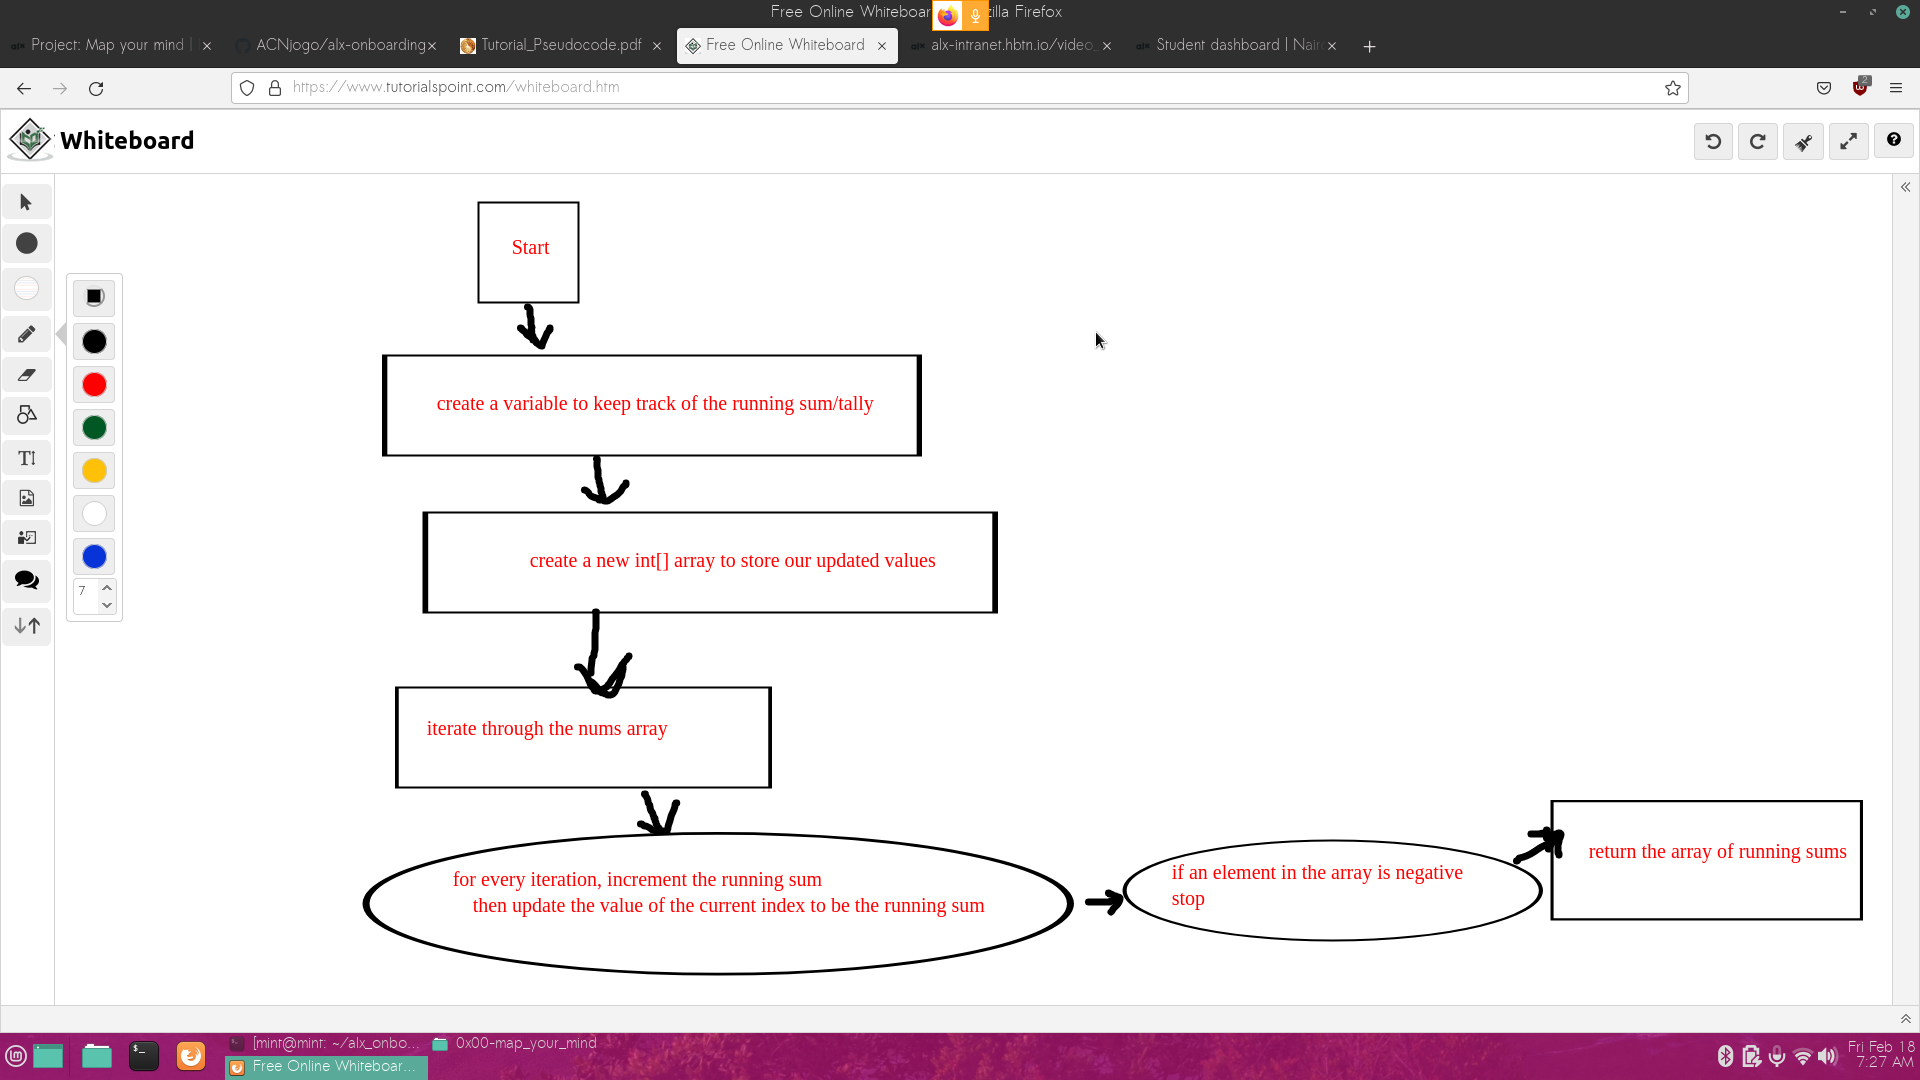 Free Online Whiteboar
zilla Firefox
Project: Map your mind |
ACNjogo/alx-onboarding
Tutorial_Pseudocode.pdf
Free Online Whiteboard
alx-intranet.hbtn.io/video_
Student dashboard | Nair
https://www.tutorialspoint.com/whiteboard.htm
2
Whiteboard
Start
create a variable to keep track of the running sum/tally
create a new int[] array to store our updated values
7
iterate through the nums array
for every iteration, increment the running sum
then update the value of the current index to be the running sum
if an element in the array is negative
stop
return the array of running sums
[mint@mint: ~/alx_onbo...
0x00-map_your_mind
Free Online Whiteboar...
Fri Feb 18
7:27 AM